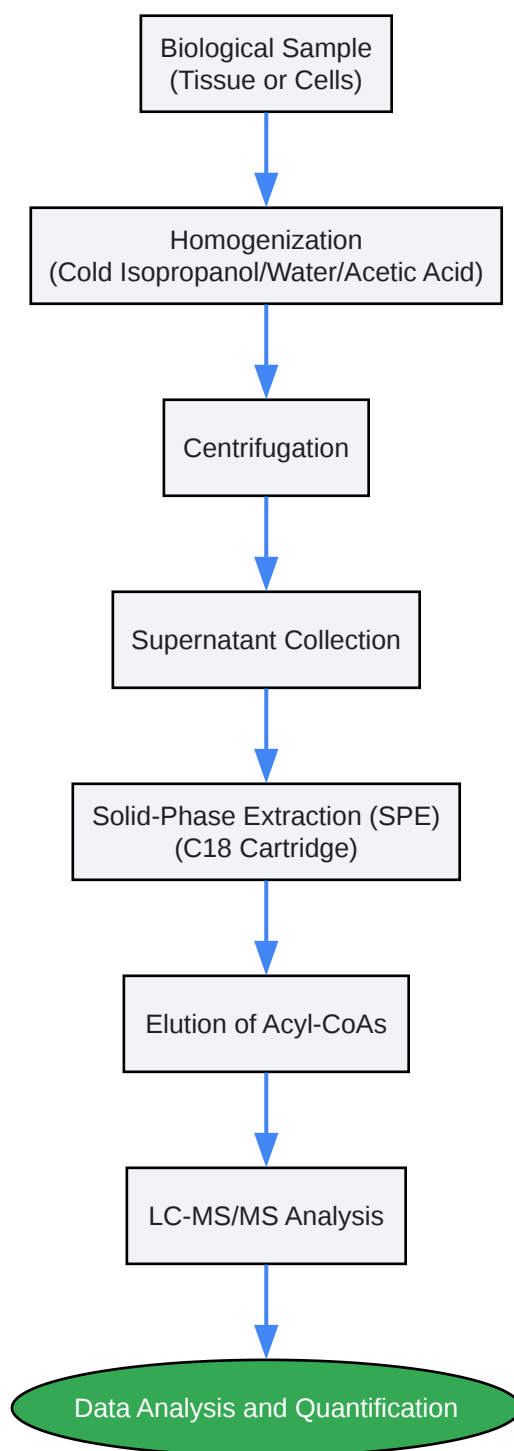 Biological Sample
(Tissue or Cells)
Homogenization
(Cold Isopropanol/Water/Acetic Acid)
Centrifugation
Supernatant Collection
Solid-Phase Extraction (SPE)
(C18 Cartridge)
Elution of Acyl-CoAs
LC-MS/MS Analysis
Data Analysis and Quantification